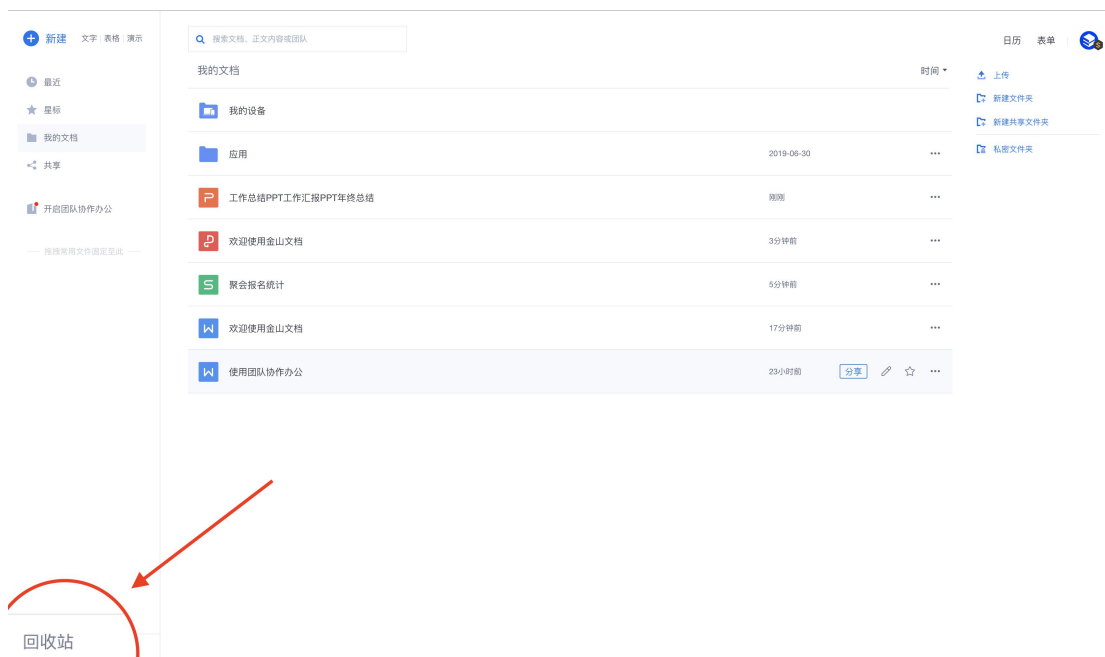 新建 文字 表格 演示
最近
星标
我的文档
共享
开启团队协作办公
拖拽常用文件固定至此
回收站
搜索文档、正文内容或团队
我的文档 时间
我的设备
应用 2019-06-30
工作总结PPT工作汇报PPT年终总结 刚刚
欢迎使用金山文档 3分钟前
聚会报名统计 5分钟前
欢迎使用金山文档 17分钟前
使用团队协作办公 23小时前 分享
日历 表单
上传
新建文件夹
新建共享文件夹
私密文件夹